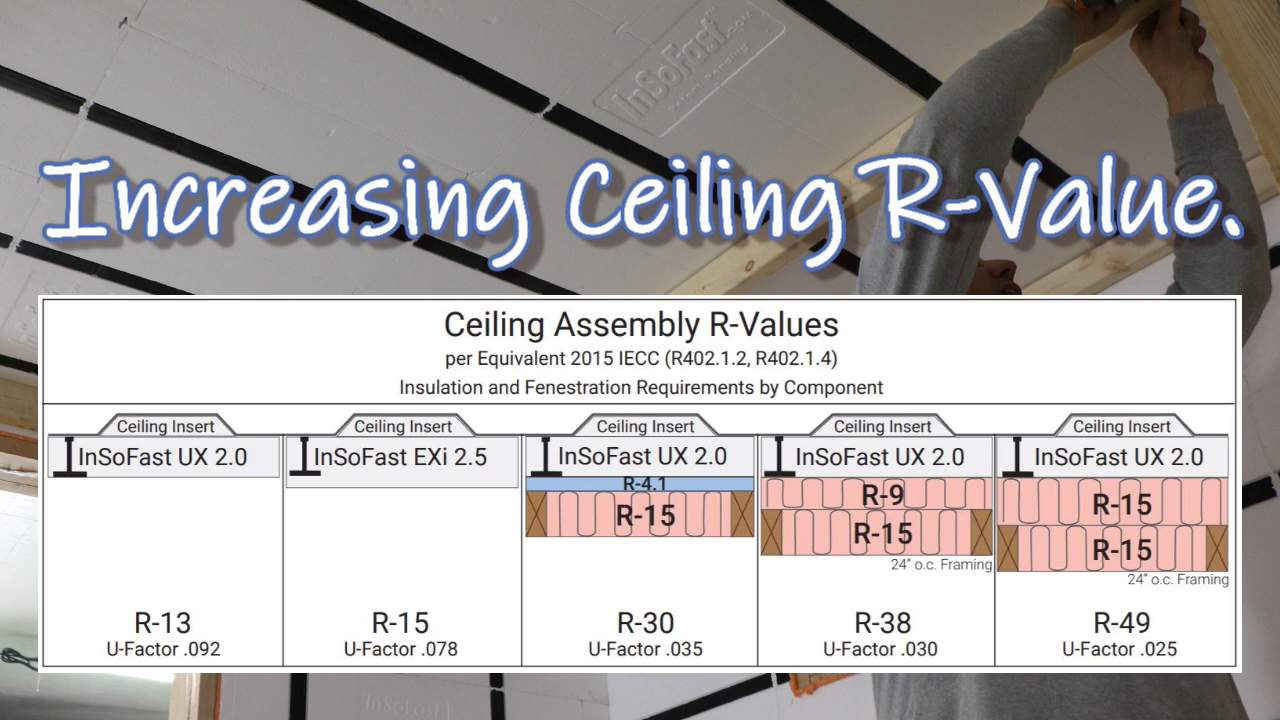 InSoFast.com
Patent Pending
Increasing Ceiling R-Value.
Ceiling Assembly R-Values
per Equivalent 2015 IECC (R402.1.2, R402.1.4)
Insulation and Fenestration Requirements by Component
Ceiling Insert
InSoFast UX 2.0
R-13
U-Factor .092
Ceiling Insert
InSoFast EXi 2.5
R-15
U-Factor .078
Ceiling Insert
InSoFast UX 2.0
R-4.1
R-15
R-30
U-Factor .035
Ceiling Insert
InSoFast UX 2.0
R-9
R-15
24" o.c. Framing
R-38
U-Factor .030
Ceiling Insert
InSoFast UX 2.0
R-15
R-15
24" o.c. Framing
R-49
U-Factor .025
InSoFast